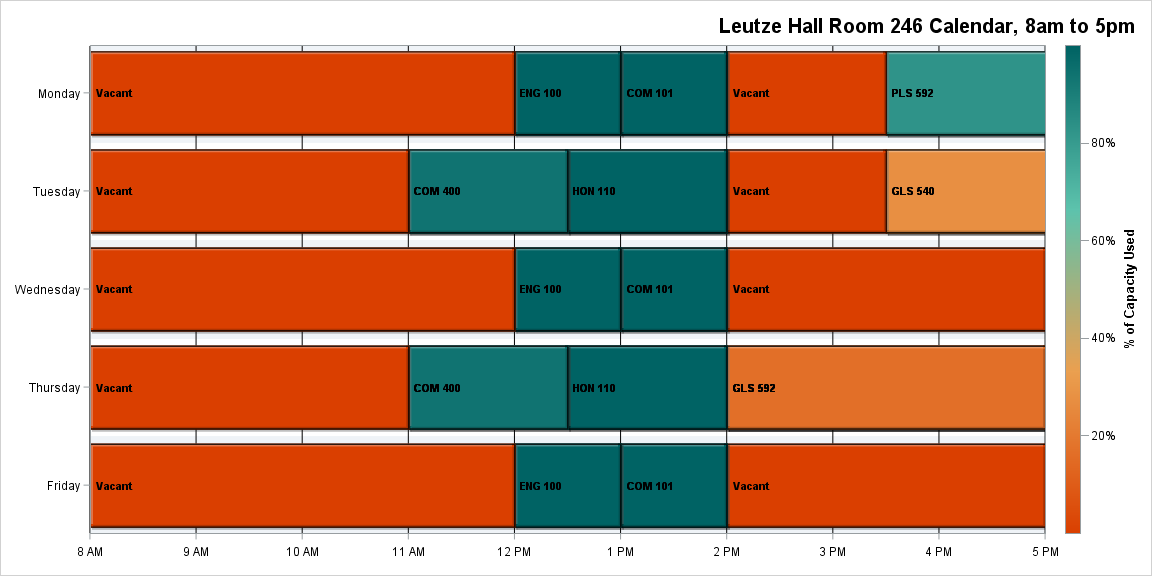 Leutze Hall Room 246 Calendar, 8am to 5pm
Monday
Vacant
ENG 100
COM 101
Vacant
PLS 592
Tuesday
Vacant
COM 400
HON 110
Vacant
GLS 540
Wednesday
Vacant
ENG 100
COM 101
Vacant
Thursday
Vacant
COM 400
HON 110
GLS 592
Friday
Vacant
ENG 100
COM 101
Vacant
8 AM
9 AM
10 AM
11 AM
12 PM
1 PM
2 PM
3 PM
4 PM
5 PM
80%
60%
40%
20%
% of Capacity Used